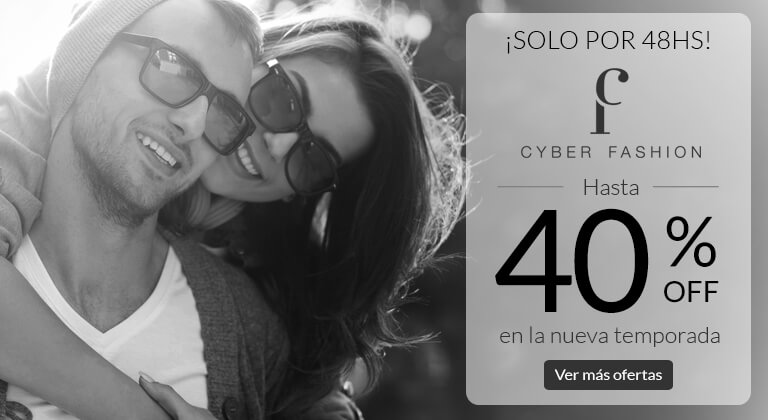 ¡SOLO POR 48HS!
CYBER FASHION
Hasta
40% OFF
en la nueva temporada
Ver más ofertas